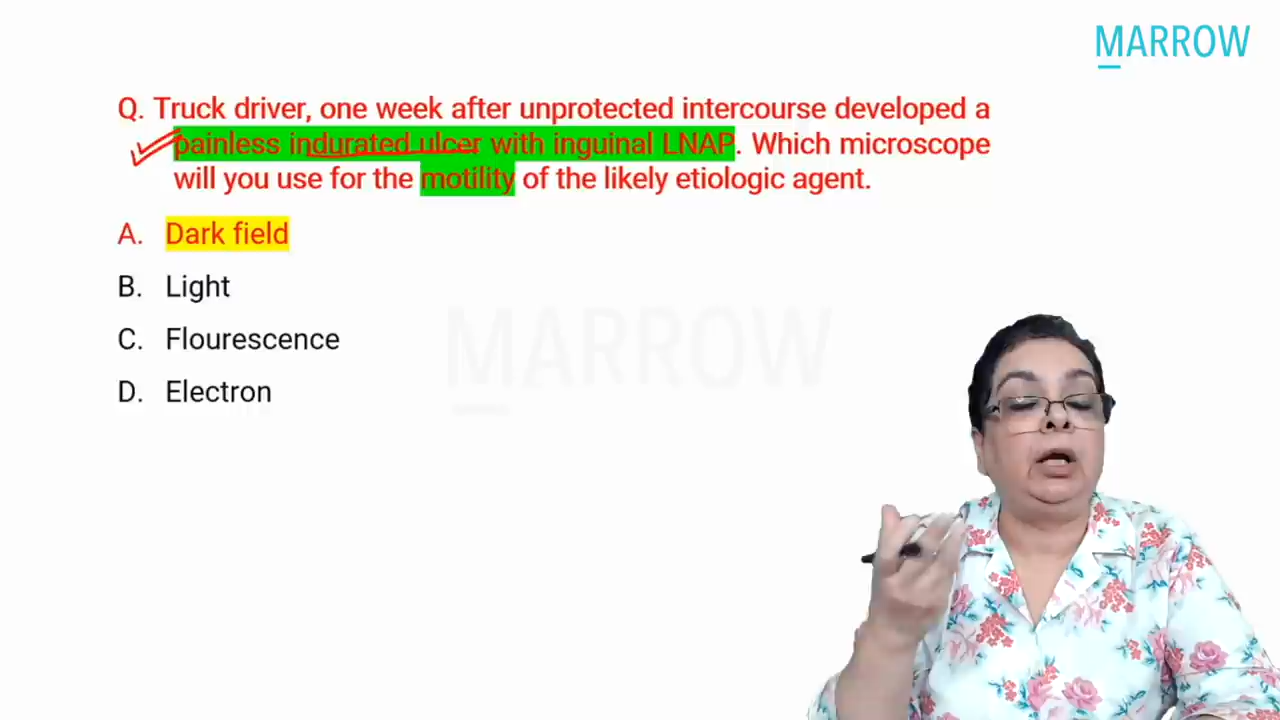 MARROW
Q. Truck driver, one week after unprotected intercourse developed a
painless indurated ulcer with inguinal LNAP. Which microscope
will you use for the motility of the likely etiologic agent.
A. Dark field
B. Light
C. Flourescence
D. Electron
MARROW